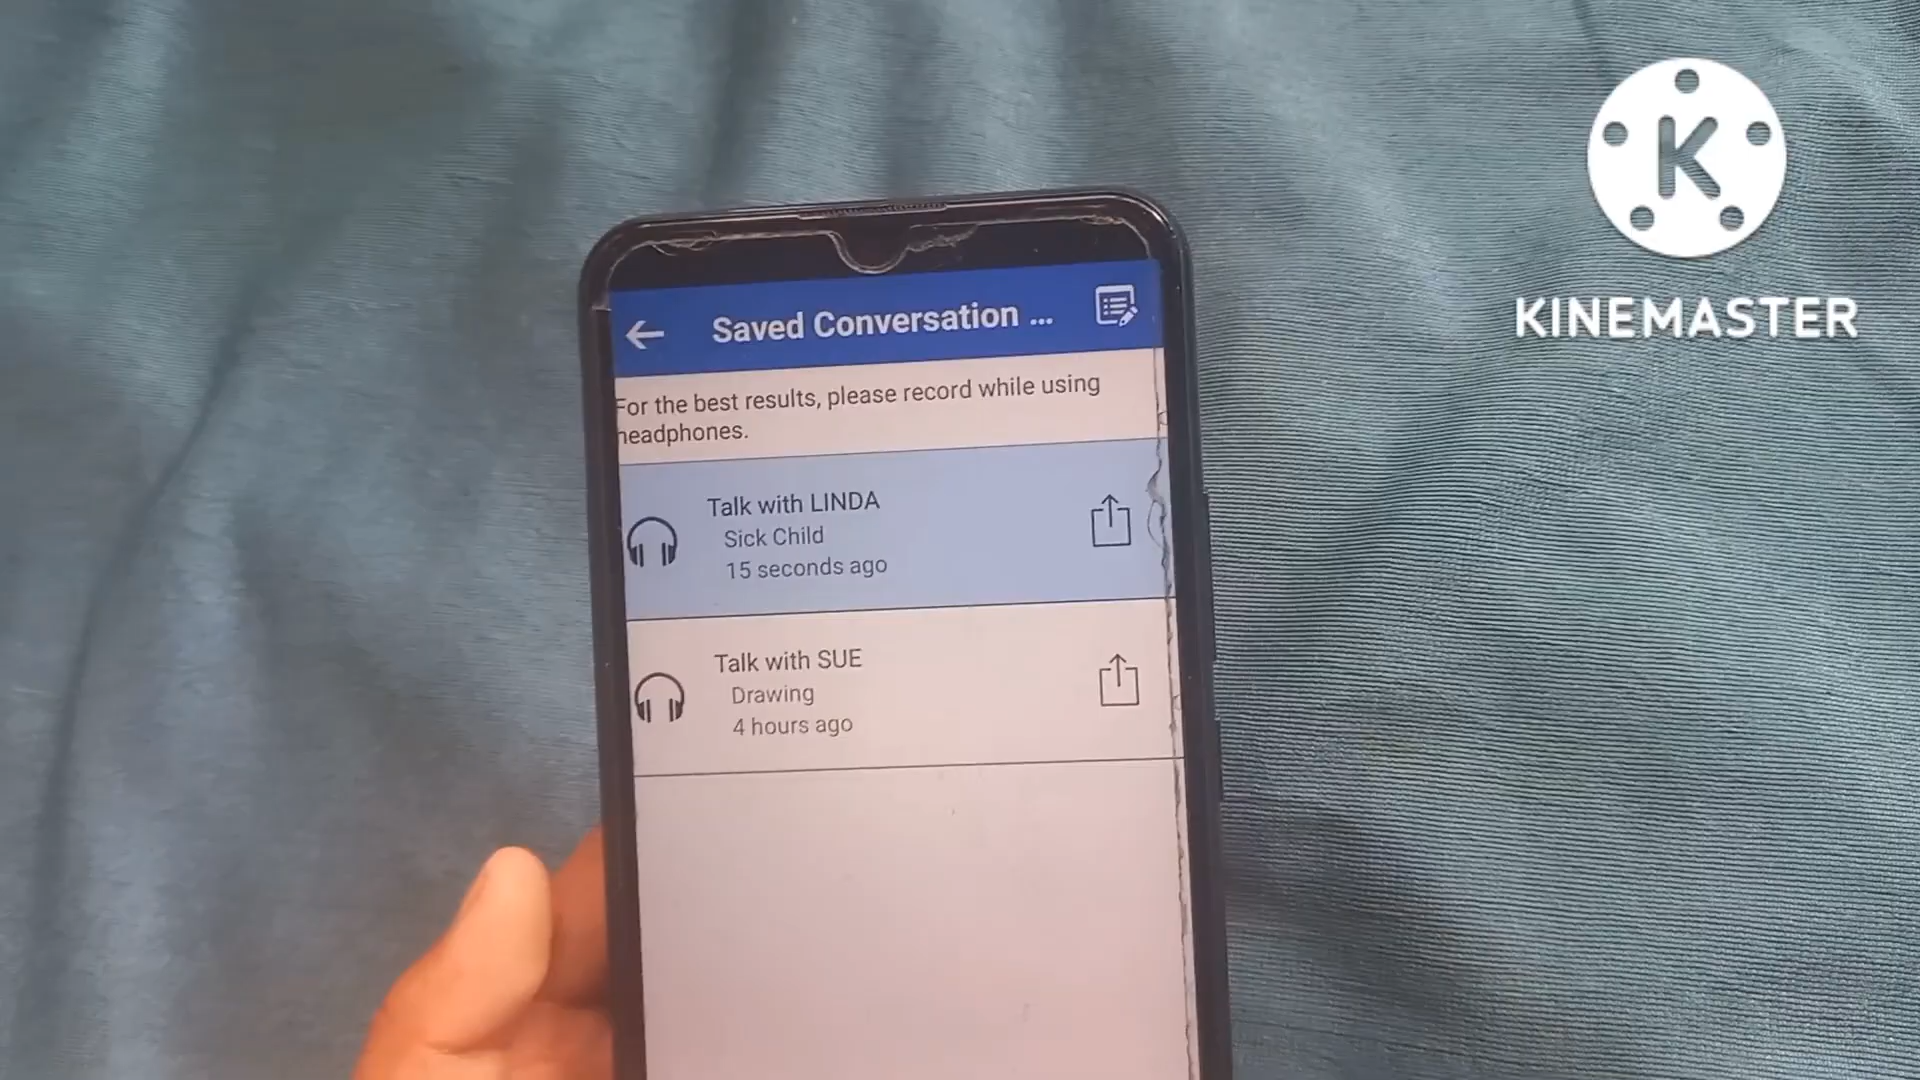 K
KINEMASTER
Saved Conversation ...
For the best results, please record while using
headphones.
Talk with LINDA
Sick Child
15 seconds ago
Talk with SUE
Drawing
4 hours ago